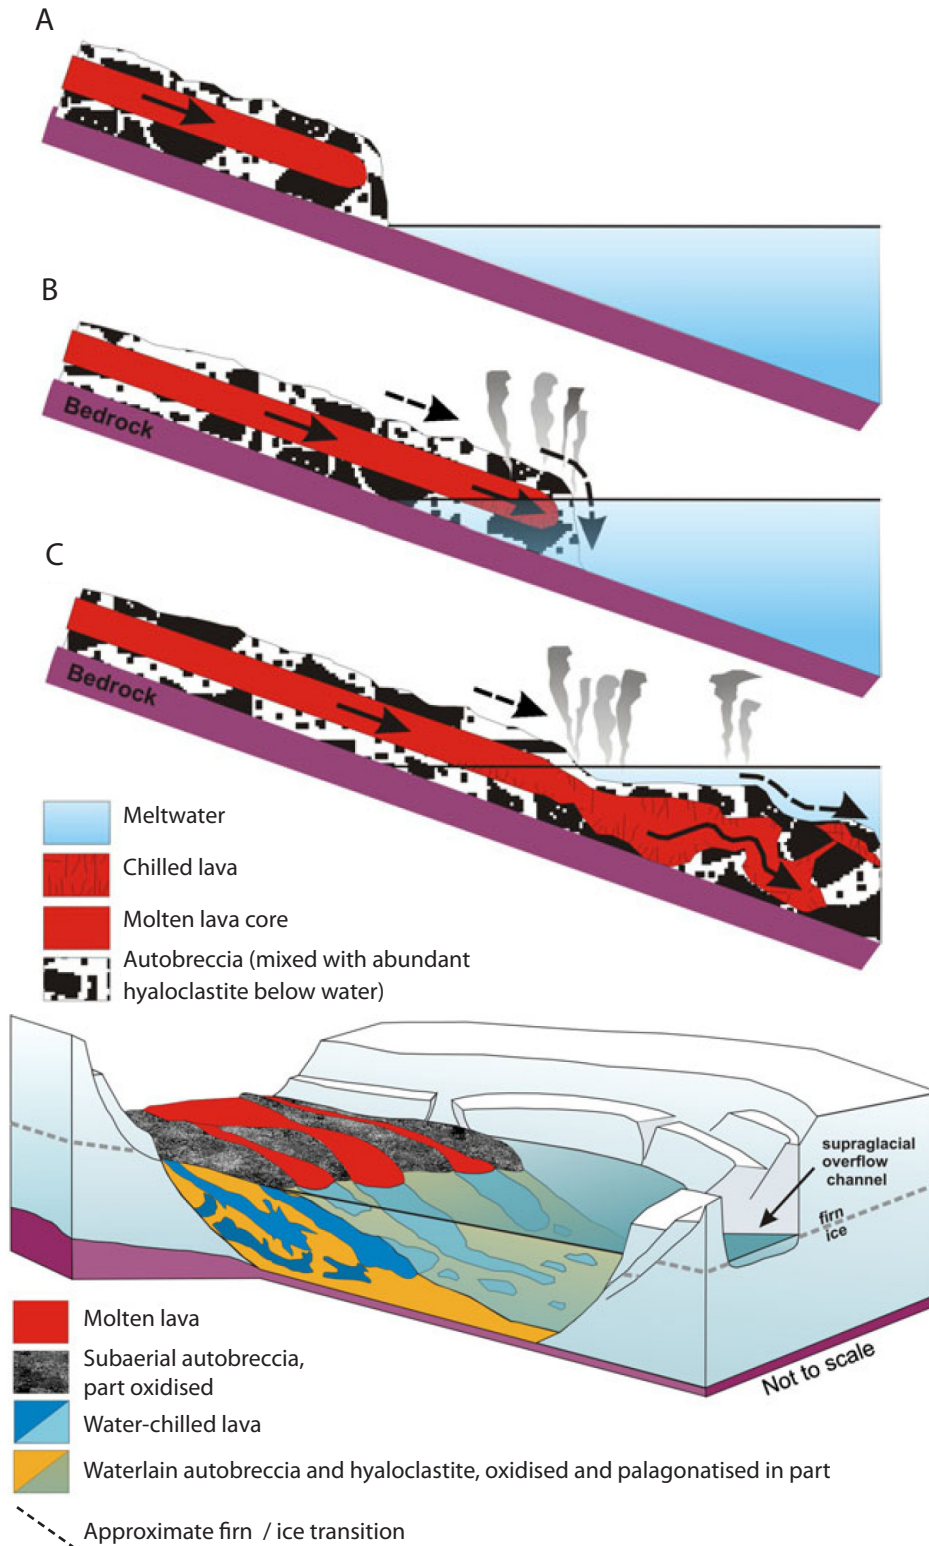 A
B
Bedrock
C
Bedrock
Meltwater
Chilled lava
Molten lava core
Autobreccia (mixed with abundant
hyaloclastite below water)
supraglacial
overflow
channel
firn
ice
Not to scale
Molten lava
Subaerial autobreccia,
part oxidised
Water-chilled lava
Waterlain autobreccia and hyaloclastite, oxidised and palagonatised in part
Approximate firn / ice transition